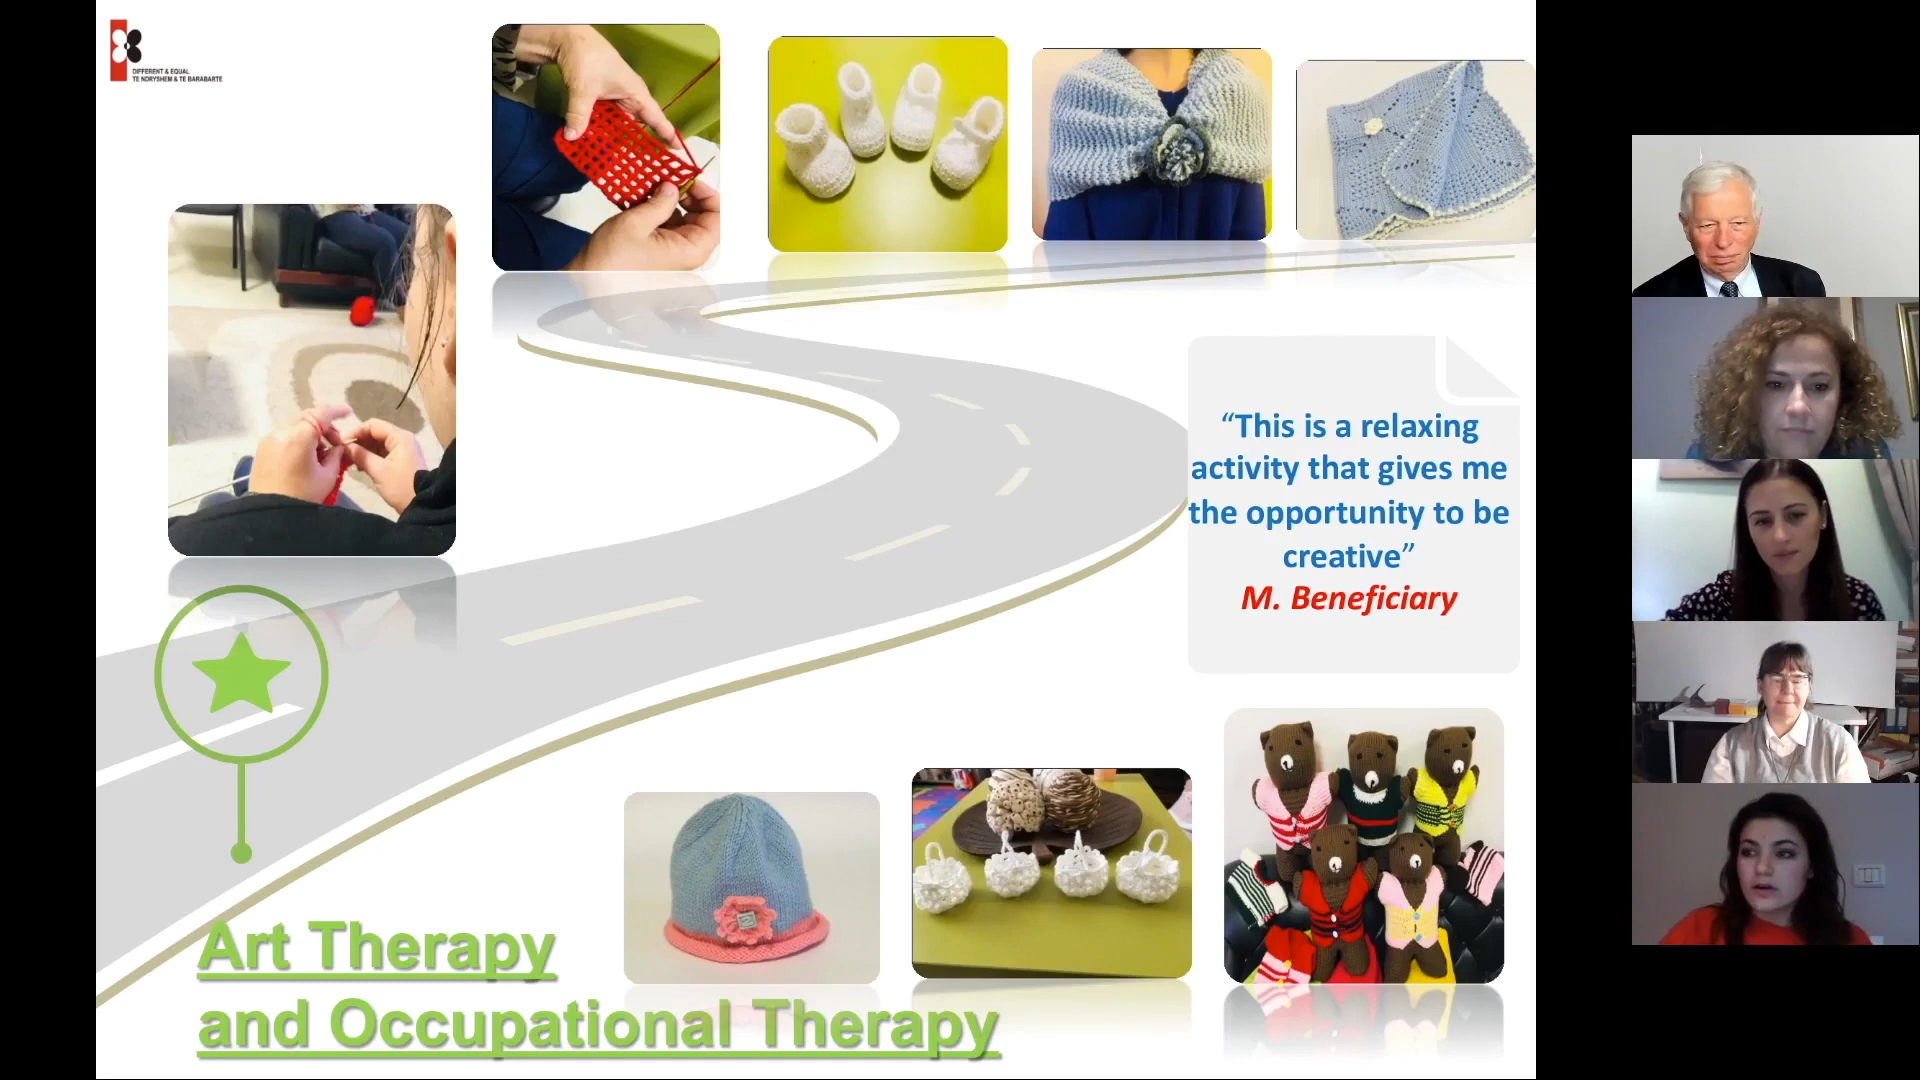 DIFFERENT & EQUAL
TE NDRYSHEM & TE BARABARTE
“This is a relaxing
activity that gives me
the opportunity to be
creative”
M. Beneficiary
Art Therapy
and Occupational Therapy